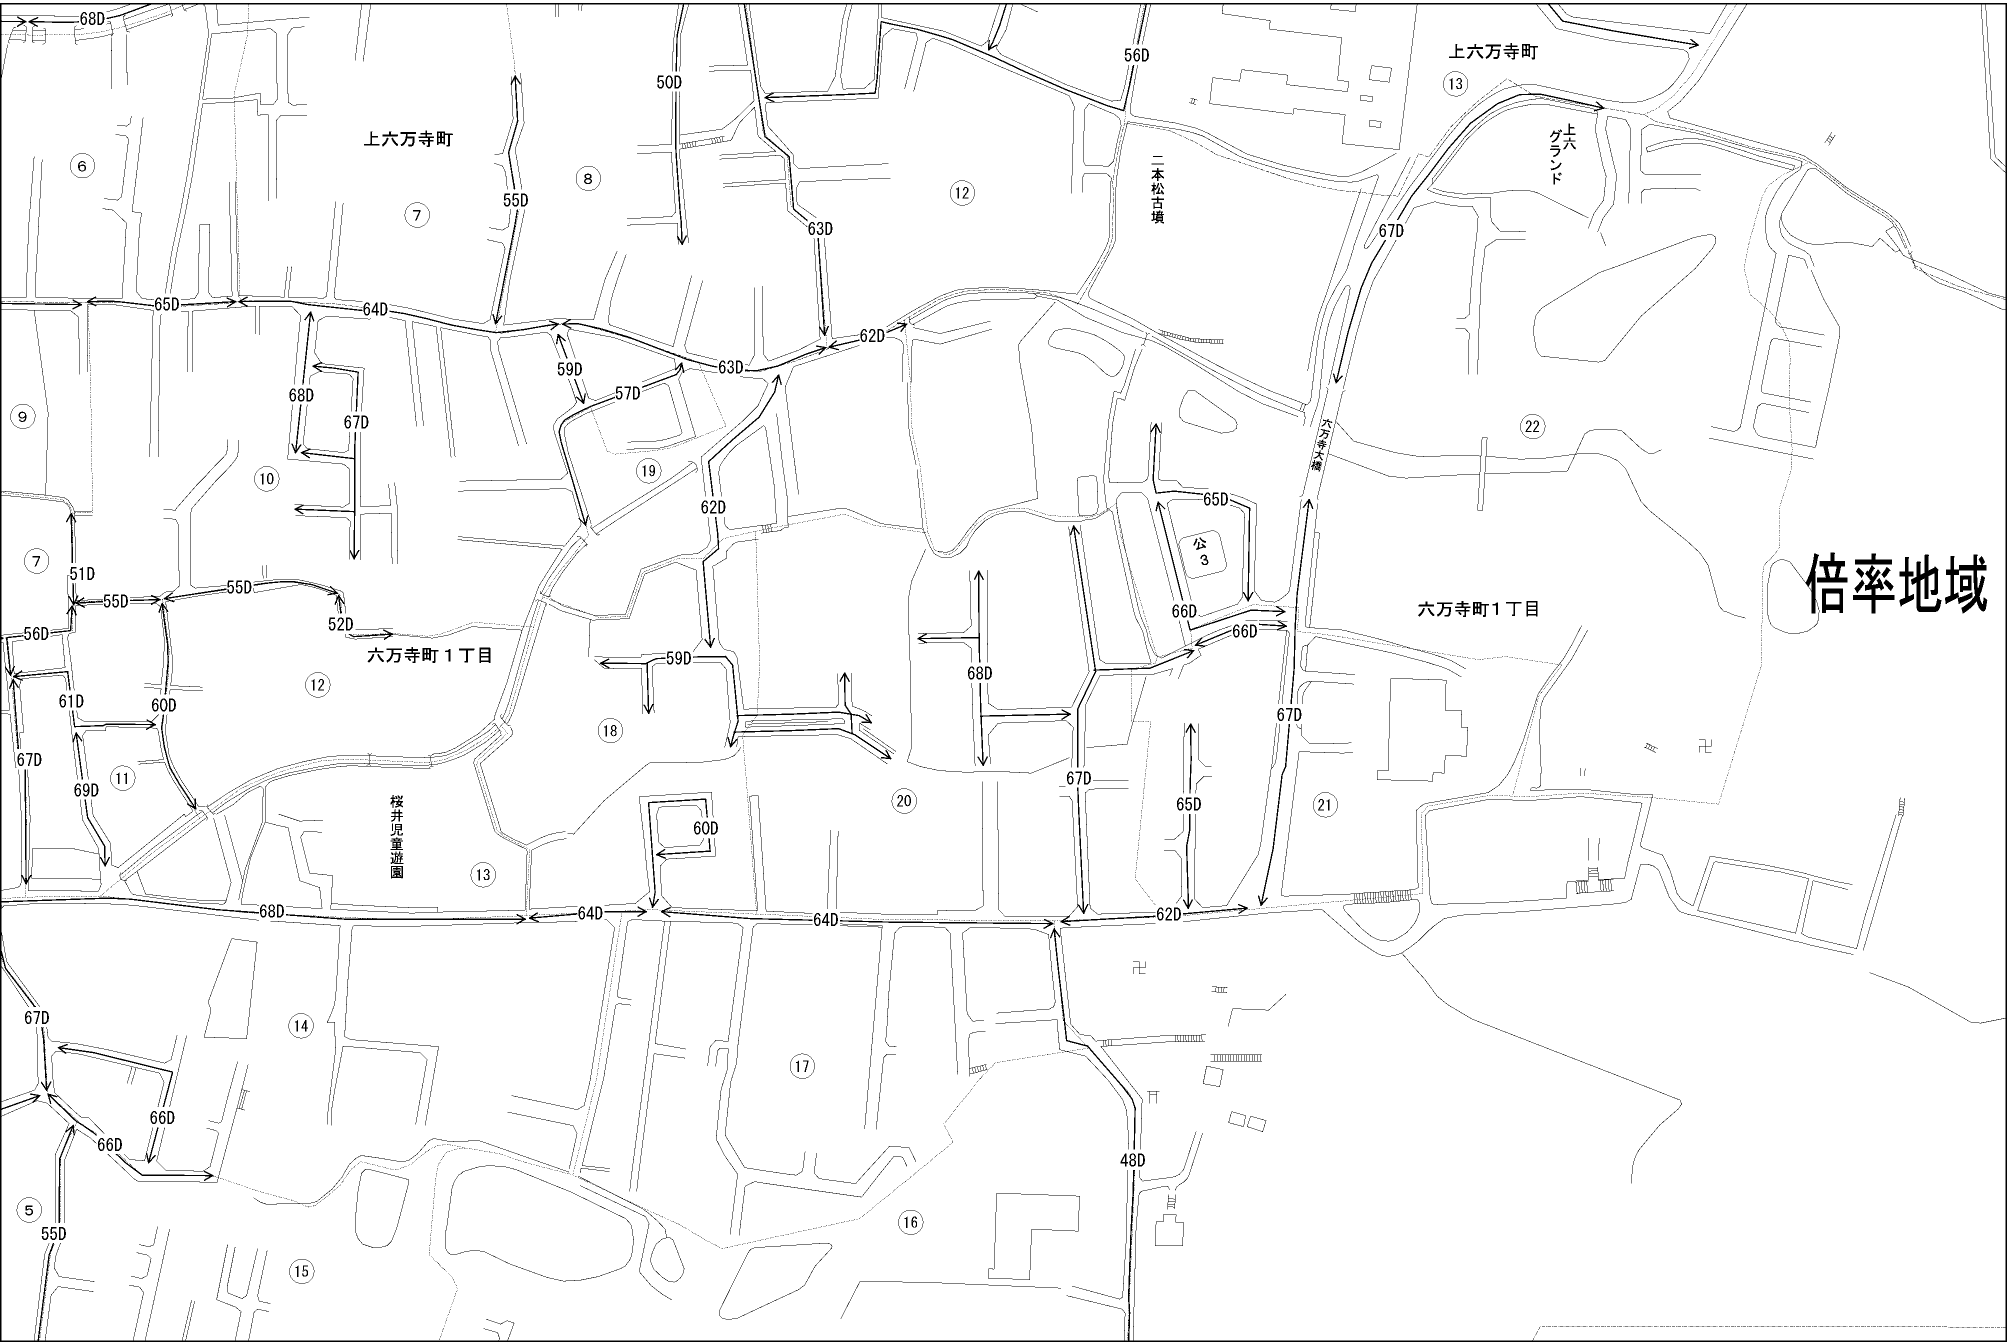 68D
50D
56D
上六万寺町
⑬
上六
グランド
上六万寺町
⑥
⑦
55D
⑧
63D
⑫
二本松古墳
67D
65D
64D
62D
63D
59D
57D
68D
67D
⑨
⑩
⑲
62D
六万寺大橋
㉒
65D
公
3
⑦
51D
55D
55D
52D
56D
66D
66D
六万寺町1丁目
倍率地域
六万寺町1丁目
⑫
59D
68D
61D
60D
67D
67D
⑱
⑪
69D
67D
65D
⑳
㉑
桜井児童遊園
60D
⑬
68D
64D
64D
62D
67D
⑭
⑰
66D
66D
48D
⑤
55D
⑮
⑯